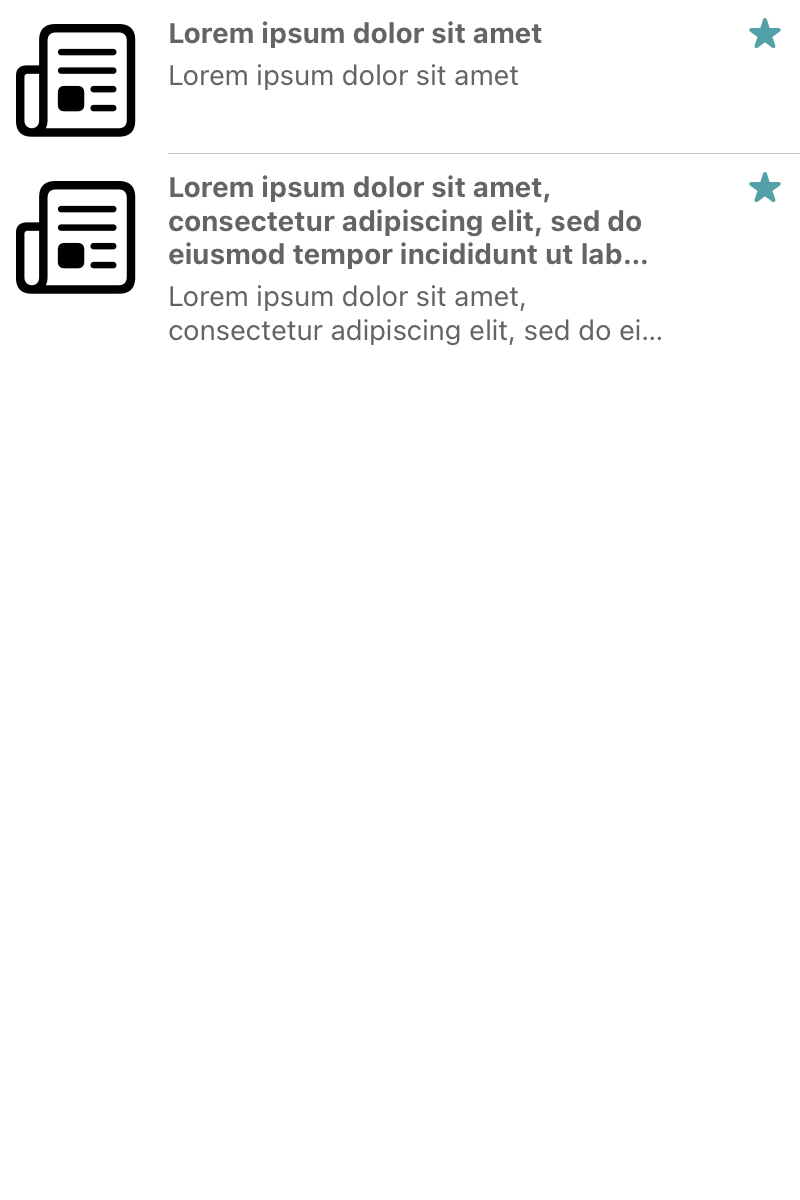 Lorem ipsum dolor sit amet
Lorem ipsum dolor sit amet
Lorem ipsum dolor sit amet,
consectetur adipiscing elit, sed do
eiusmod tempor incididunt ut lab...
Lorem ipsum dolor sit amet,
consectetur adipiscing elit, sed do ei...